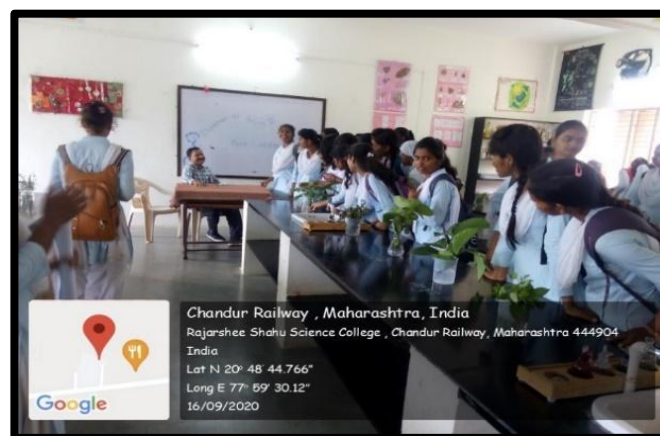 Chandur Railway , Maharashtra, India
Rajarshee Shahu Science College , Chandur Railway, Maharashtra 444904
India
Lat N 20° 48' 44.766"
Long E 77° 59' 30.12"
16/09/2020
Google